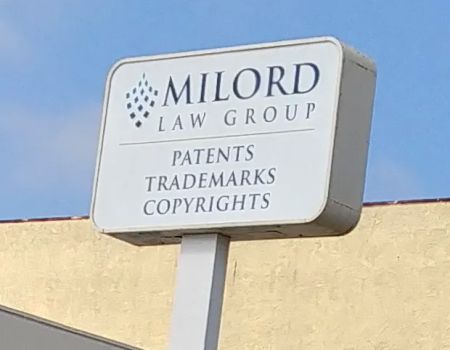 MILORD
LAW GROUP
PATENTS
TRADEMARKS
COPYRIGHTS